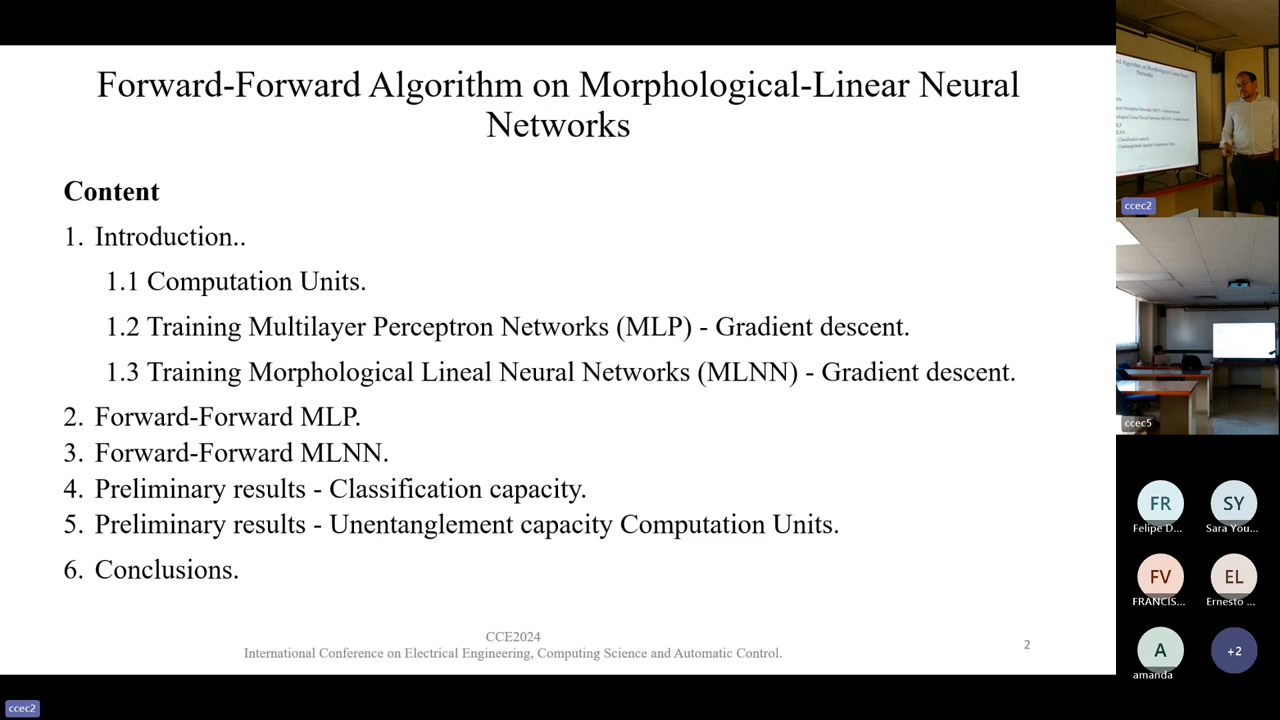 Forward-Forward Algorithm on Morphological-Linear Neural
Networks
Content
1. Introduction..
1.1 Computation Units.
1.2 Training Multilayer Perceptron Networks (MLP) - Gradient descent.
1.3 Training Morphological Lineal Neural Networks (MLNN) - Gradient descent.
2. Forward-Forward MLP.
3. Forward-Forward MLNN.
4. Preliminary results - Classification capacity.
5. Preliminary results - Unentanglement capacity Computation Units.
6. Conclusions.
CCE2024
International Conference on Electrical Engineering, Computing Science and Automatic Control.
2
ccec2
ccec2
ccec5
FR
Felipe D...
SY
Sara You...
FV
FRANCIS...
EL
Ernesto ...
A
amanda
+2